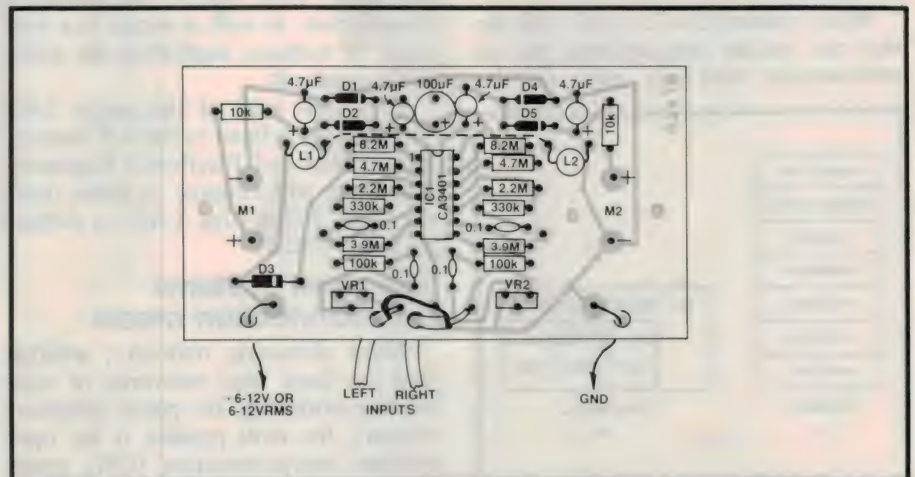 4.7µF D1 4.7µF 100µF 4.7µF D4 4.7µF
10k D2 + + + D5 + 10k
L1 8.2M 8.2M L2
4.7M 1 4.7M
− 2.2M IC1 CA3401 2.2M +
M1 330k 330k M2
0.1 0.1
+ 3.9M 3.9M −
D3 100k 0.1 0.1 100k
VR1 VR2
+6-12V OR
6-12VRMS
LEFT RIGHT
INPUTS
GND